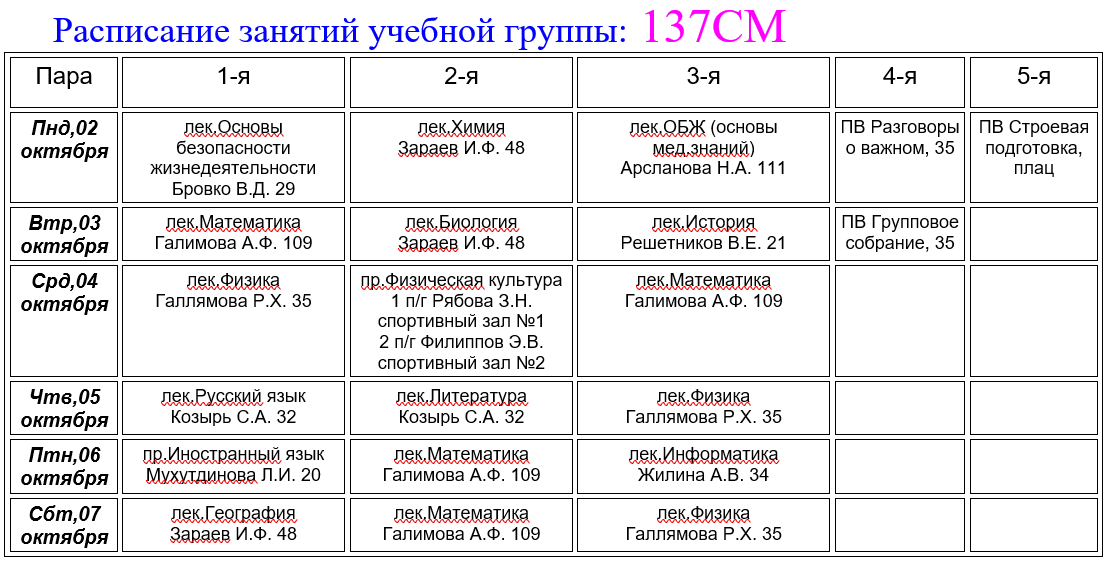 Расписание занятий учебной группы: 137СМ
Пара
1-я
2-я
3-я
4-я
5-я
Пнд,02
октября
лек.Основы
безопасности
жизнедеятельности
Бровко В.Д. 29
лек.Химия
Зараев И.Ф. 48
лек.ОБЖ (основы
мед.знаний)
Арсланова Н.А. 111
ПВ Разговоры
о важном, 35
ПВ Строевая
подготовка,
плац
Втр,03
октября
лек.Математика
Галимова А.Ф. 109
лек.Биология
Зараев И.Ф. 48
лек.История
Решетников В.Е. 21
ПВ Групповое
собрание, 35
Срд,04
октября
лек.Физика
Галлямова Р.Х. 35
пр.Физическая культура
1 п/г Рябова З.Н.
спортивный зал №1
2 п/г Филиппов Э.В.
спортивный зал №2
лек.Математика
Галимова А.Ф. 109
Чтв,05
октября
лек.Русский язык
Козырь С.А. 32
лек.Литература
Козырь С.А. 32
лек.Физика
Галлямова Р.Х. 35
Птн,06
октября
пр.Иностранный язык
Мухутдинова Л.И. 20
лек.Математика
Галимова А.Ф. 109
лек.Информатика
Жилина А.В. 34
Сбт,07
октября
лек.География
Зараев И.Ф. 48
лек.Математика
Галимова А.Ф. 109
лек.Физика
Галлямова Р.Х. 35